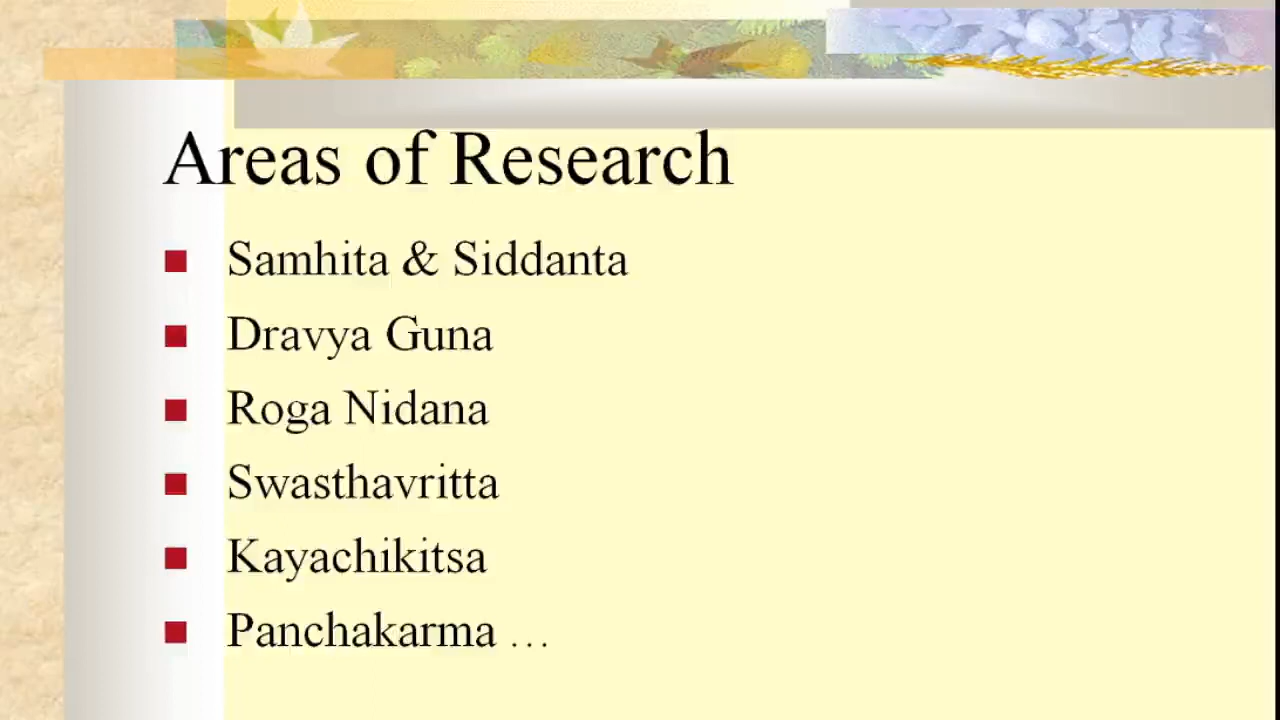 Areas of Research
Samhita & Siddanta
Dravya Guna
Roga Nidana
Swasthavritta
Kayachikitsa
Panchakarma ...